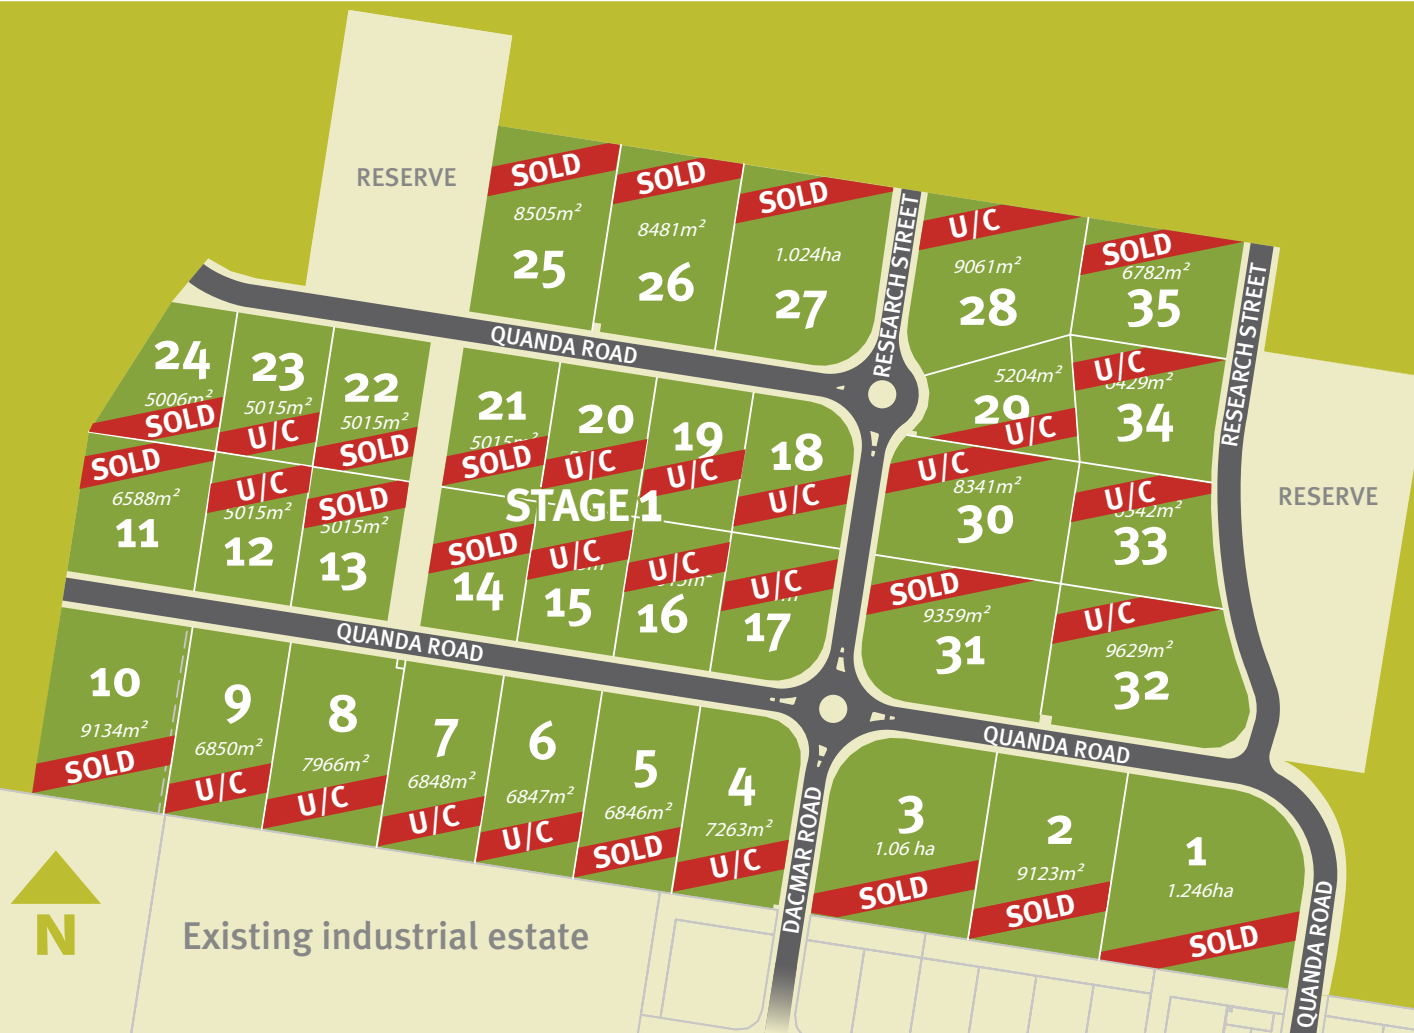 RESERVE
SOLD
8505m²
25
SOLD
8481m²
26
SOLD
1.024ha
27
RESEARCH STREET
U/C
9061m²
28
SOLD
6782m²
35
RESEARCH STREET
QUANDA ROAD
24
5006m²
SOLD
23
5015m²
U/C
22
5015m²
SOLD
21
5015m²
SOLD
20
U/C
19
U/C
18
U/C
5204m²
29
U/C
U/C
6429m²
34
SOLD
6588m²
11
U/C
5015m²
12
SOLD
5015m²
13
STAGE 1
SOLD
14
U/C
15
U/C
16
U/C
17
U/C
8341m²
30
U/C
33
RESERVE
SOLD
9359m²
31
U/C
9629m²
32
QUANDA ROAD
10
9134m²
SOLD
9
6850m²
U/C
8
7966m²
U/C
7
6848m²
U/C
6
6847m²
U/C
5
6846m²
SOLD
4
7263m²
U/C
DACMAR ROAD
QUANDA ROAD
3
1.06 ha
SOLD
2
9123m²
SOLD
1
1.246ha
SOLD
QUANDA ROAD
N
Existing industrial estate